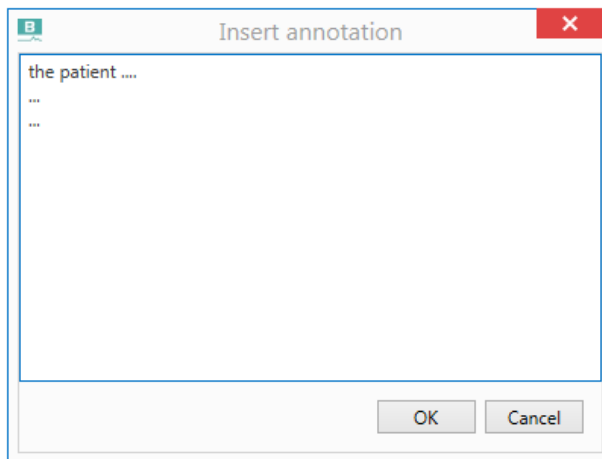 B
Insert annotation
the patient ....
...
...
OK
Cancel